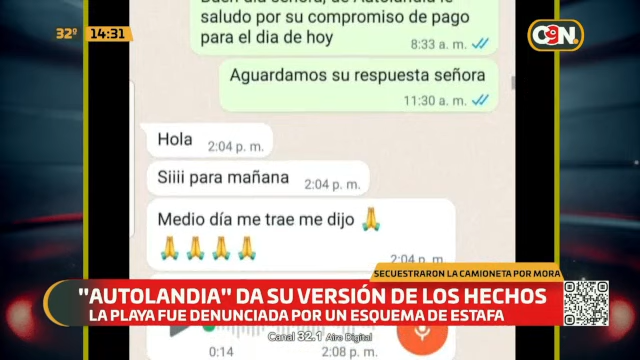 32º
14:31
C9N
saludo por su compromiso de pago
para el dia de hoy
8:33 a. m.
Aguardamos su respuesta señora
11:30 a. m.
Hola
2:04 p. m.
Siiii para mañana
2:04 p. m.
Medio día me trae me dijo 🙏
🙏🙏🙏🙏
2:04 p. m.
SECUESTRARON LA CAMIONETA POR MORA
"AUTOLANDIA" DA SU VERSIÓN DE LOS HECHOS
LA PLAYA FUE DENUNCIADA POR UN ESQUEMA DE ESTAFA
Canal 32.1 Aire Digital
0:14
2:08 p. m.